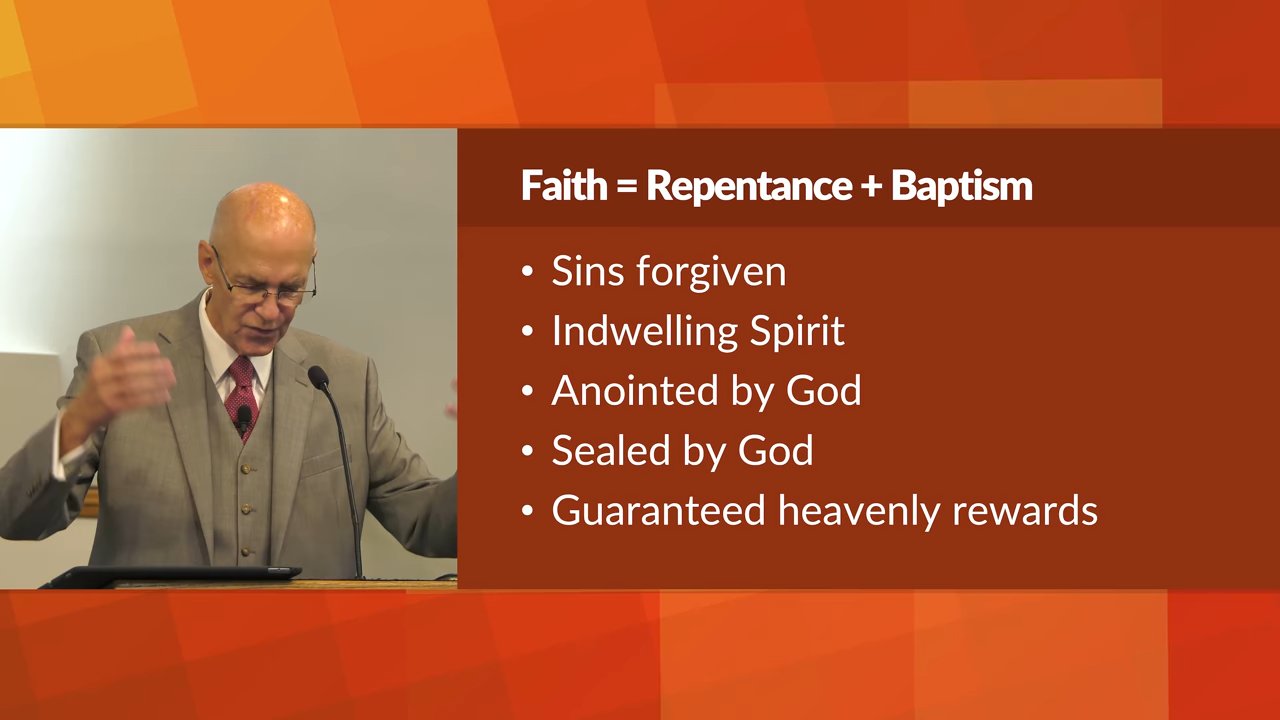 Faith = Repentance + Baptism
• Sins forgiven
• Indwelling Spirit
• Anointed by God
• Sealed by God
• Guaranteed heavenly rewards